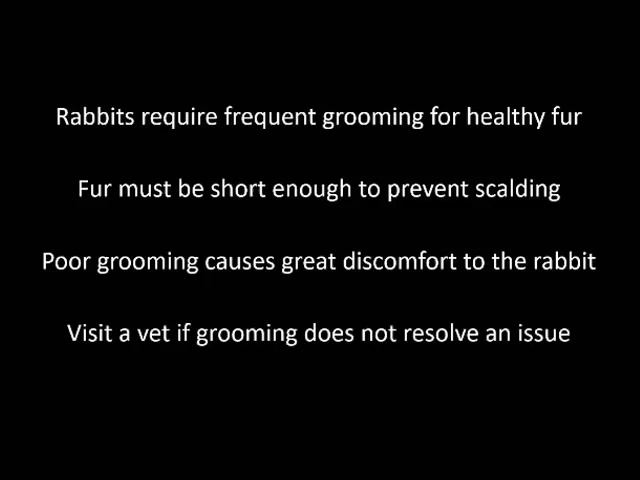 Rabbits require frequent grooming for healthy fur
Fur must be short enough to prevent scalding
Poor grooming causes great discomfort to the rabbit
Visit a vet if grooming does not resolve an issue